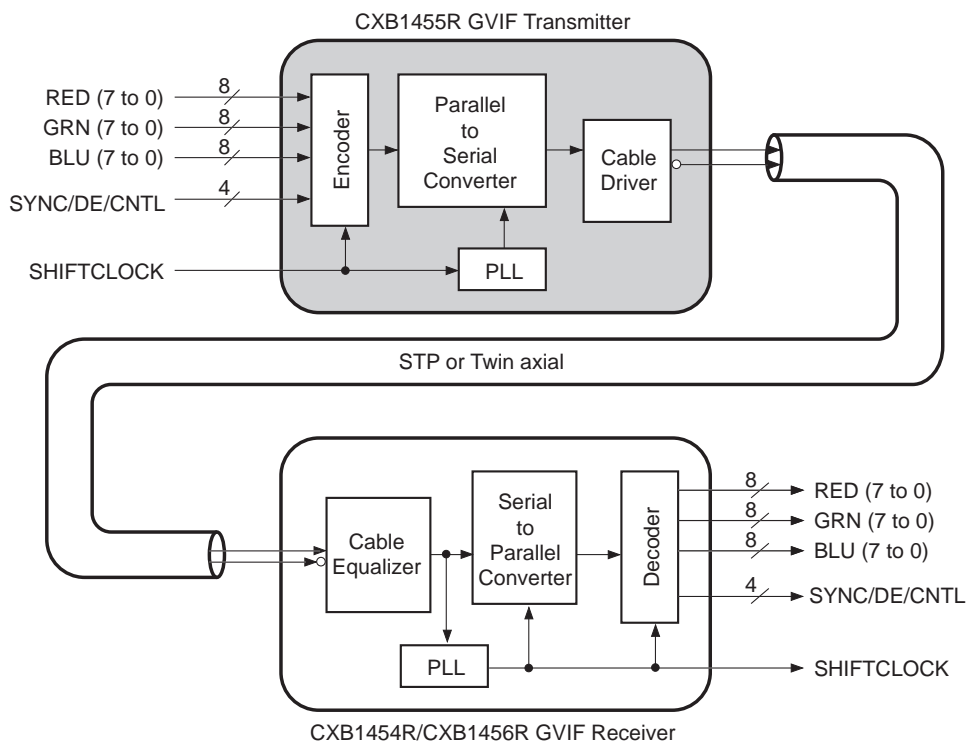 CXB1455R GVIF Transmitter
RED (7 to 0)
8
GRN (7 to 0)
8
BLU (7 to 0)
8
SYNC/DE/CNTL
4
SHIFTCLOCK
Encoder
Parallel
to
Serial
Converter
PLL
Cable
Driver
STP or Twin axial
Cable
Equalizer
PLL
Serial
to
Parallel
Converter
Decoder
8
RED (7 to 0)
8
GRN (7 to 0)
8
BLU (7 to 0)
4
SYNC/DE/CNTL
SHIFTCLOCK
CXB1454R/CXB1456R GVIF Receiver